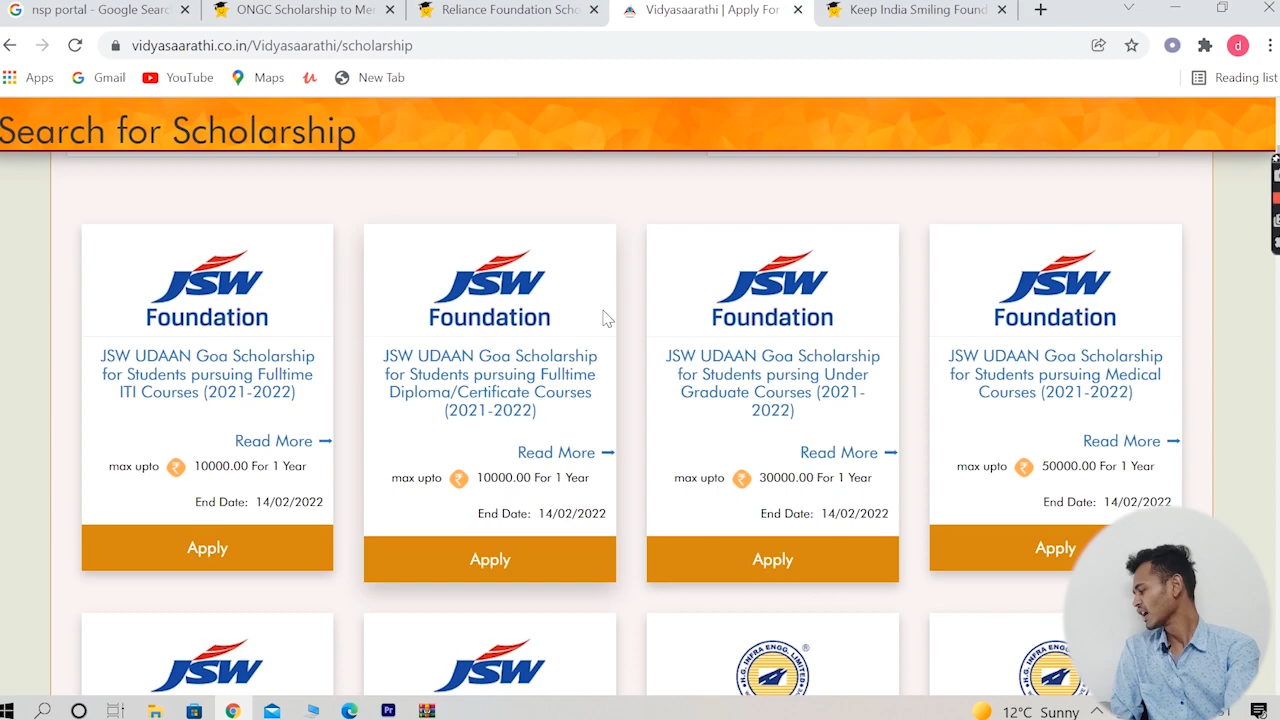 nsp portal - Google Search
ONGC Scholarship to Mer
Reliance Foundation Scho
Vidyasaarathi | Apply For
Keep India Smiling Found
vidyasaarathi.co.in/Vidyasaarathi/scholarship
d
Apps
Gmail
YouTube
Maps
New Tab
Reading list
Search for Scholarship
JSW
Foundation
JSW UDAAN Goa Scholarship
for Students pursuing Fulltime
ITI Courses (2021-2022)
Read More
max upto 10000.00 For 1 Year
End Date: 14/02/2022
Apply
JSW
Foundation
JSW UDAAN Goa Scholarship
for Students pursuing Fulltime
Diploma/Certificate Courses
(2021-2022)
Read More
max upto 10000.00 For 1 Year
End Date: 14/02/2022
Apply
JSW
Foundation
JSW UDAAN Goa Scholarship
for Students pursing Under
Graduate Courses (2021-
2022)
Read More
max upto 30000.00 For 1 Year
End Date: 14/02/2022
Apply
JSW
Foundation
JSW UDAAN Goa Scholarship
for Students pursuing Medical
Courses (2021-2022)
Read More
max upto 50000.00 For 1 Year
End Date: 14/02/2022
Apply
JSW
JSW
INFRA ENGG. LIMITED
12°C Sunny